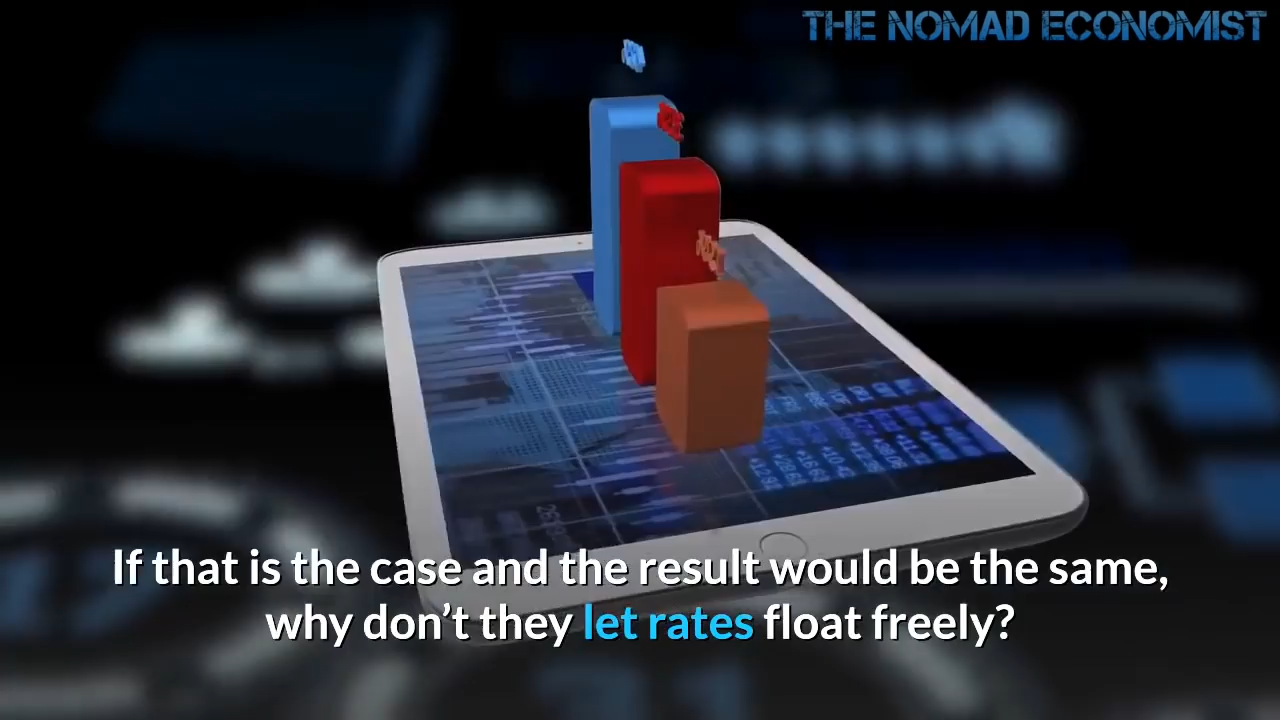 THE NOMAD ECONOMIST
If that is the case and the result would be the same,
why don't they let rates float freely?